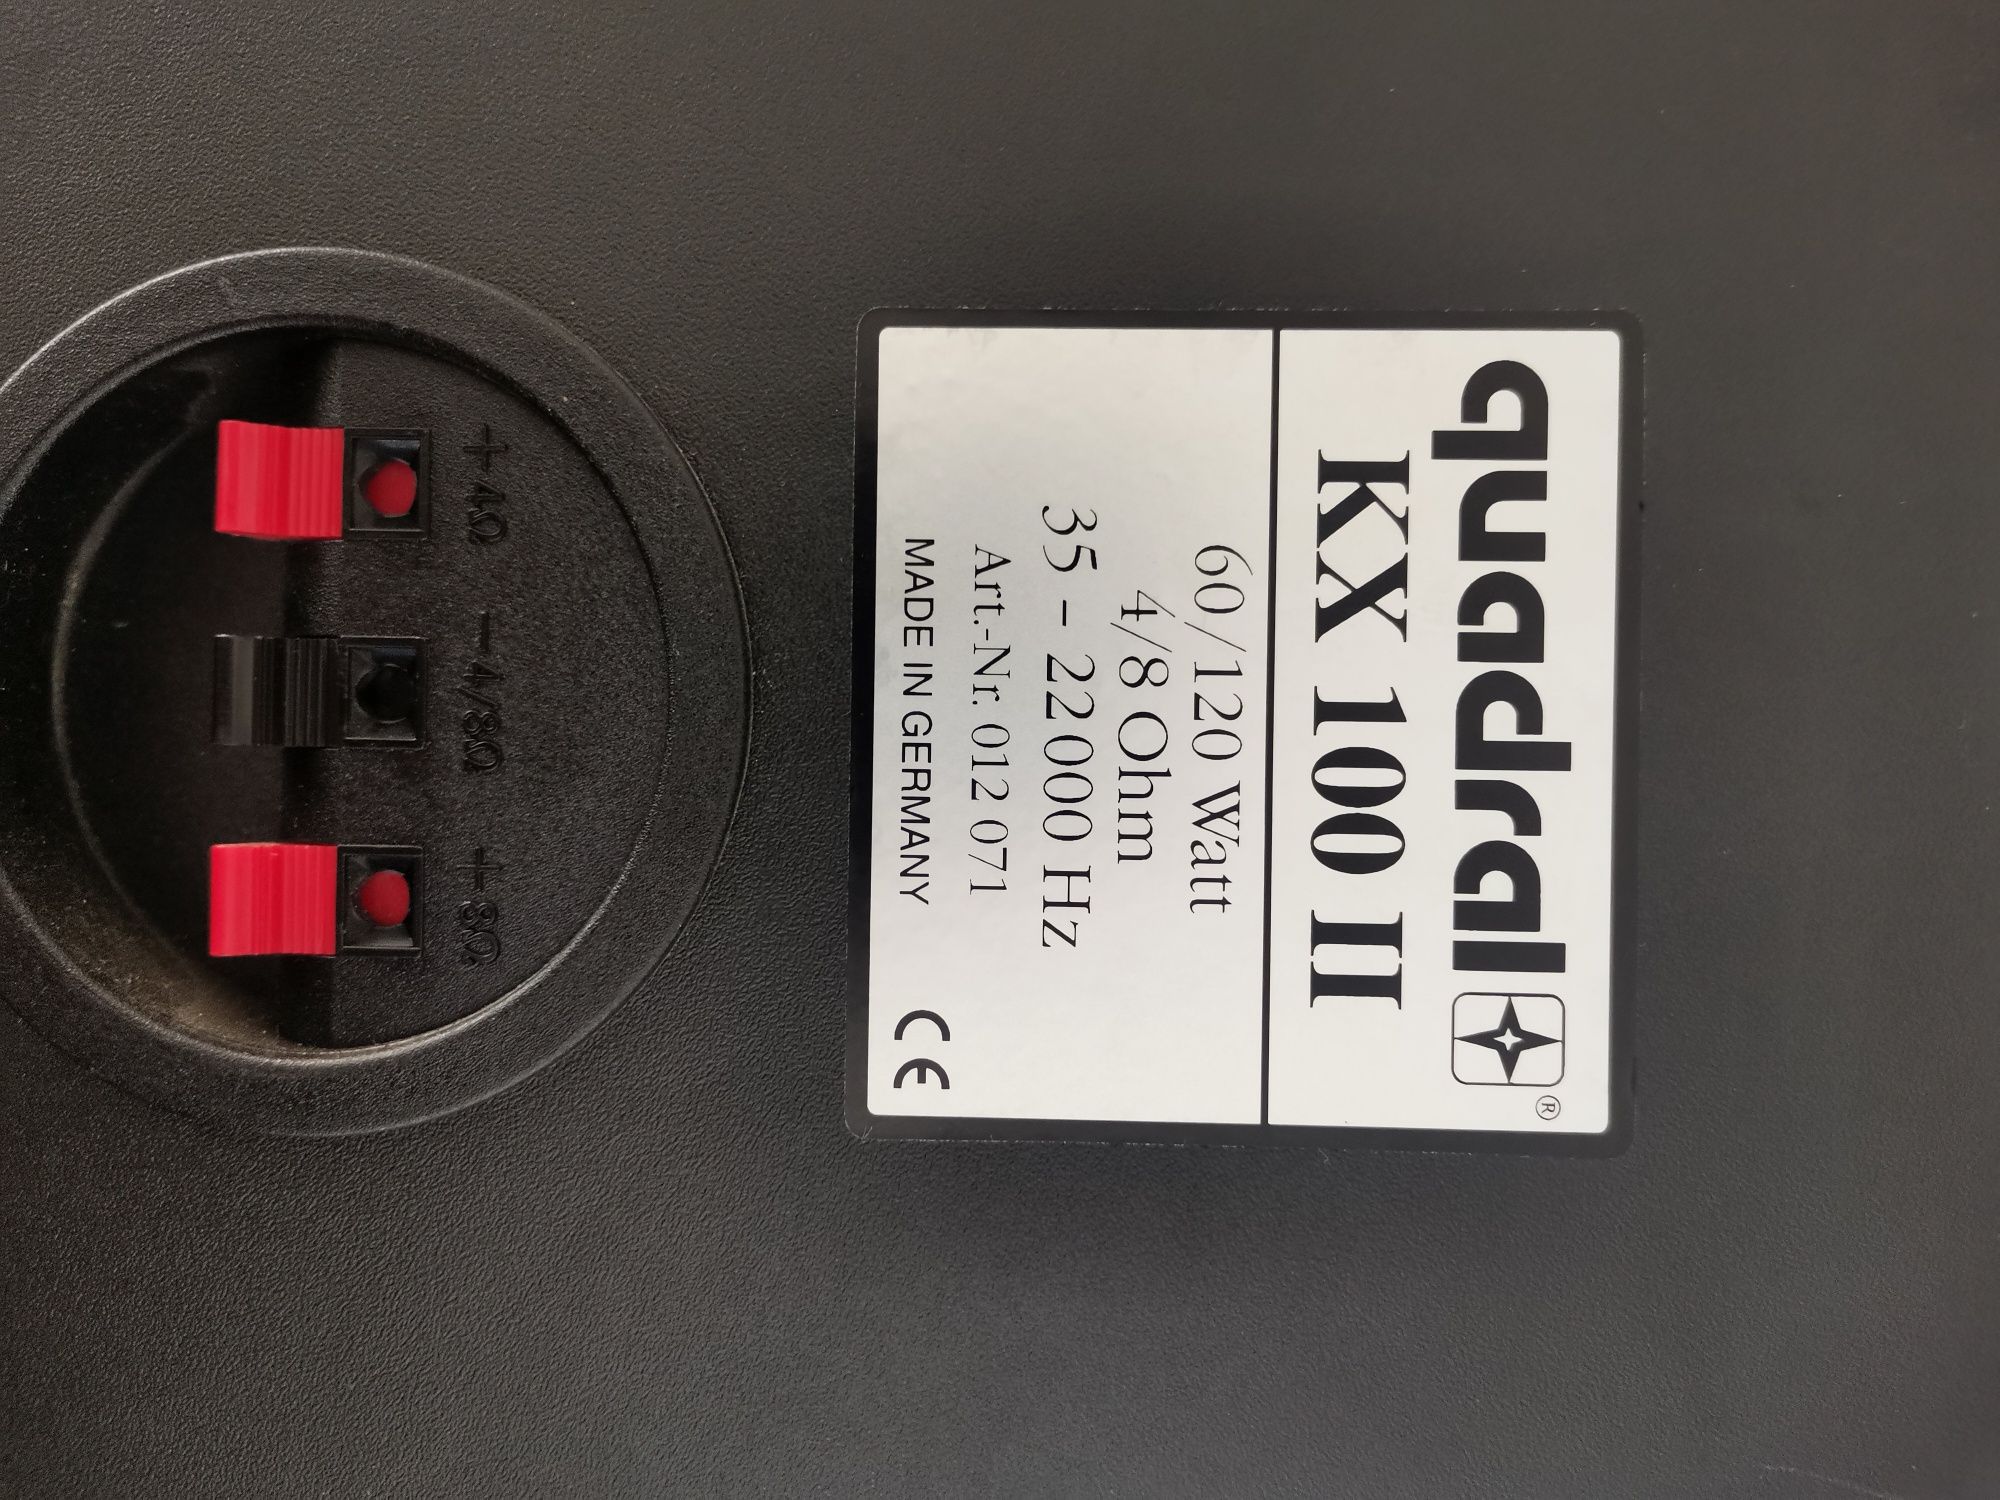 quadral ®
KX 100 II
60/120 Watt
4/8 Ohm
35 - 22000 Hz
Art.-Nr. 012 071
MADE IN GERMANY
CE
+4Ω -4/8Ω +8Ω